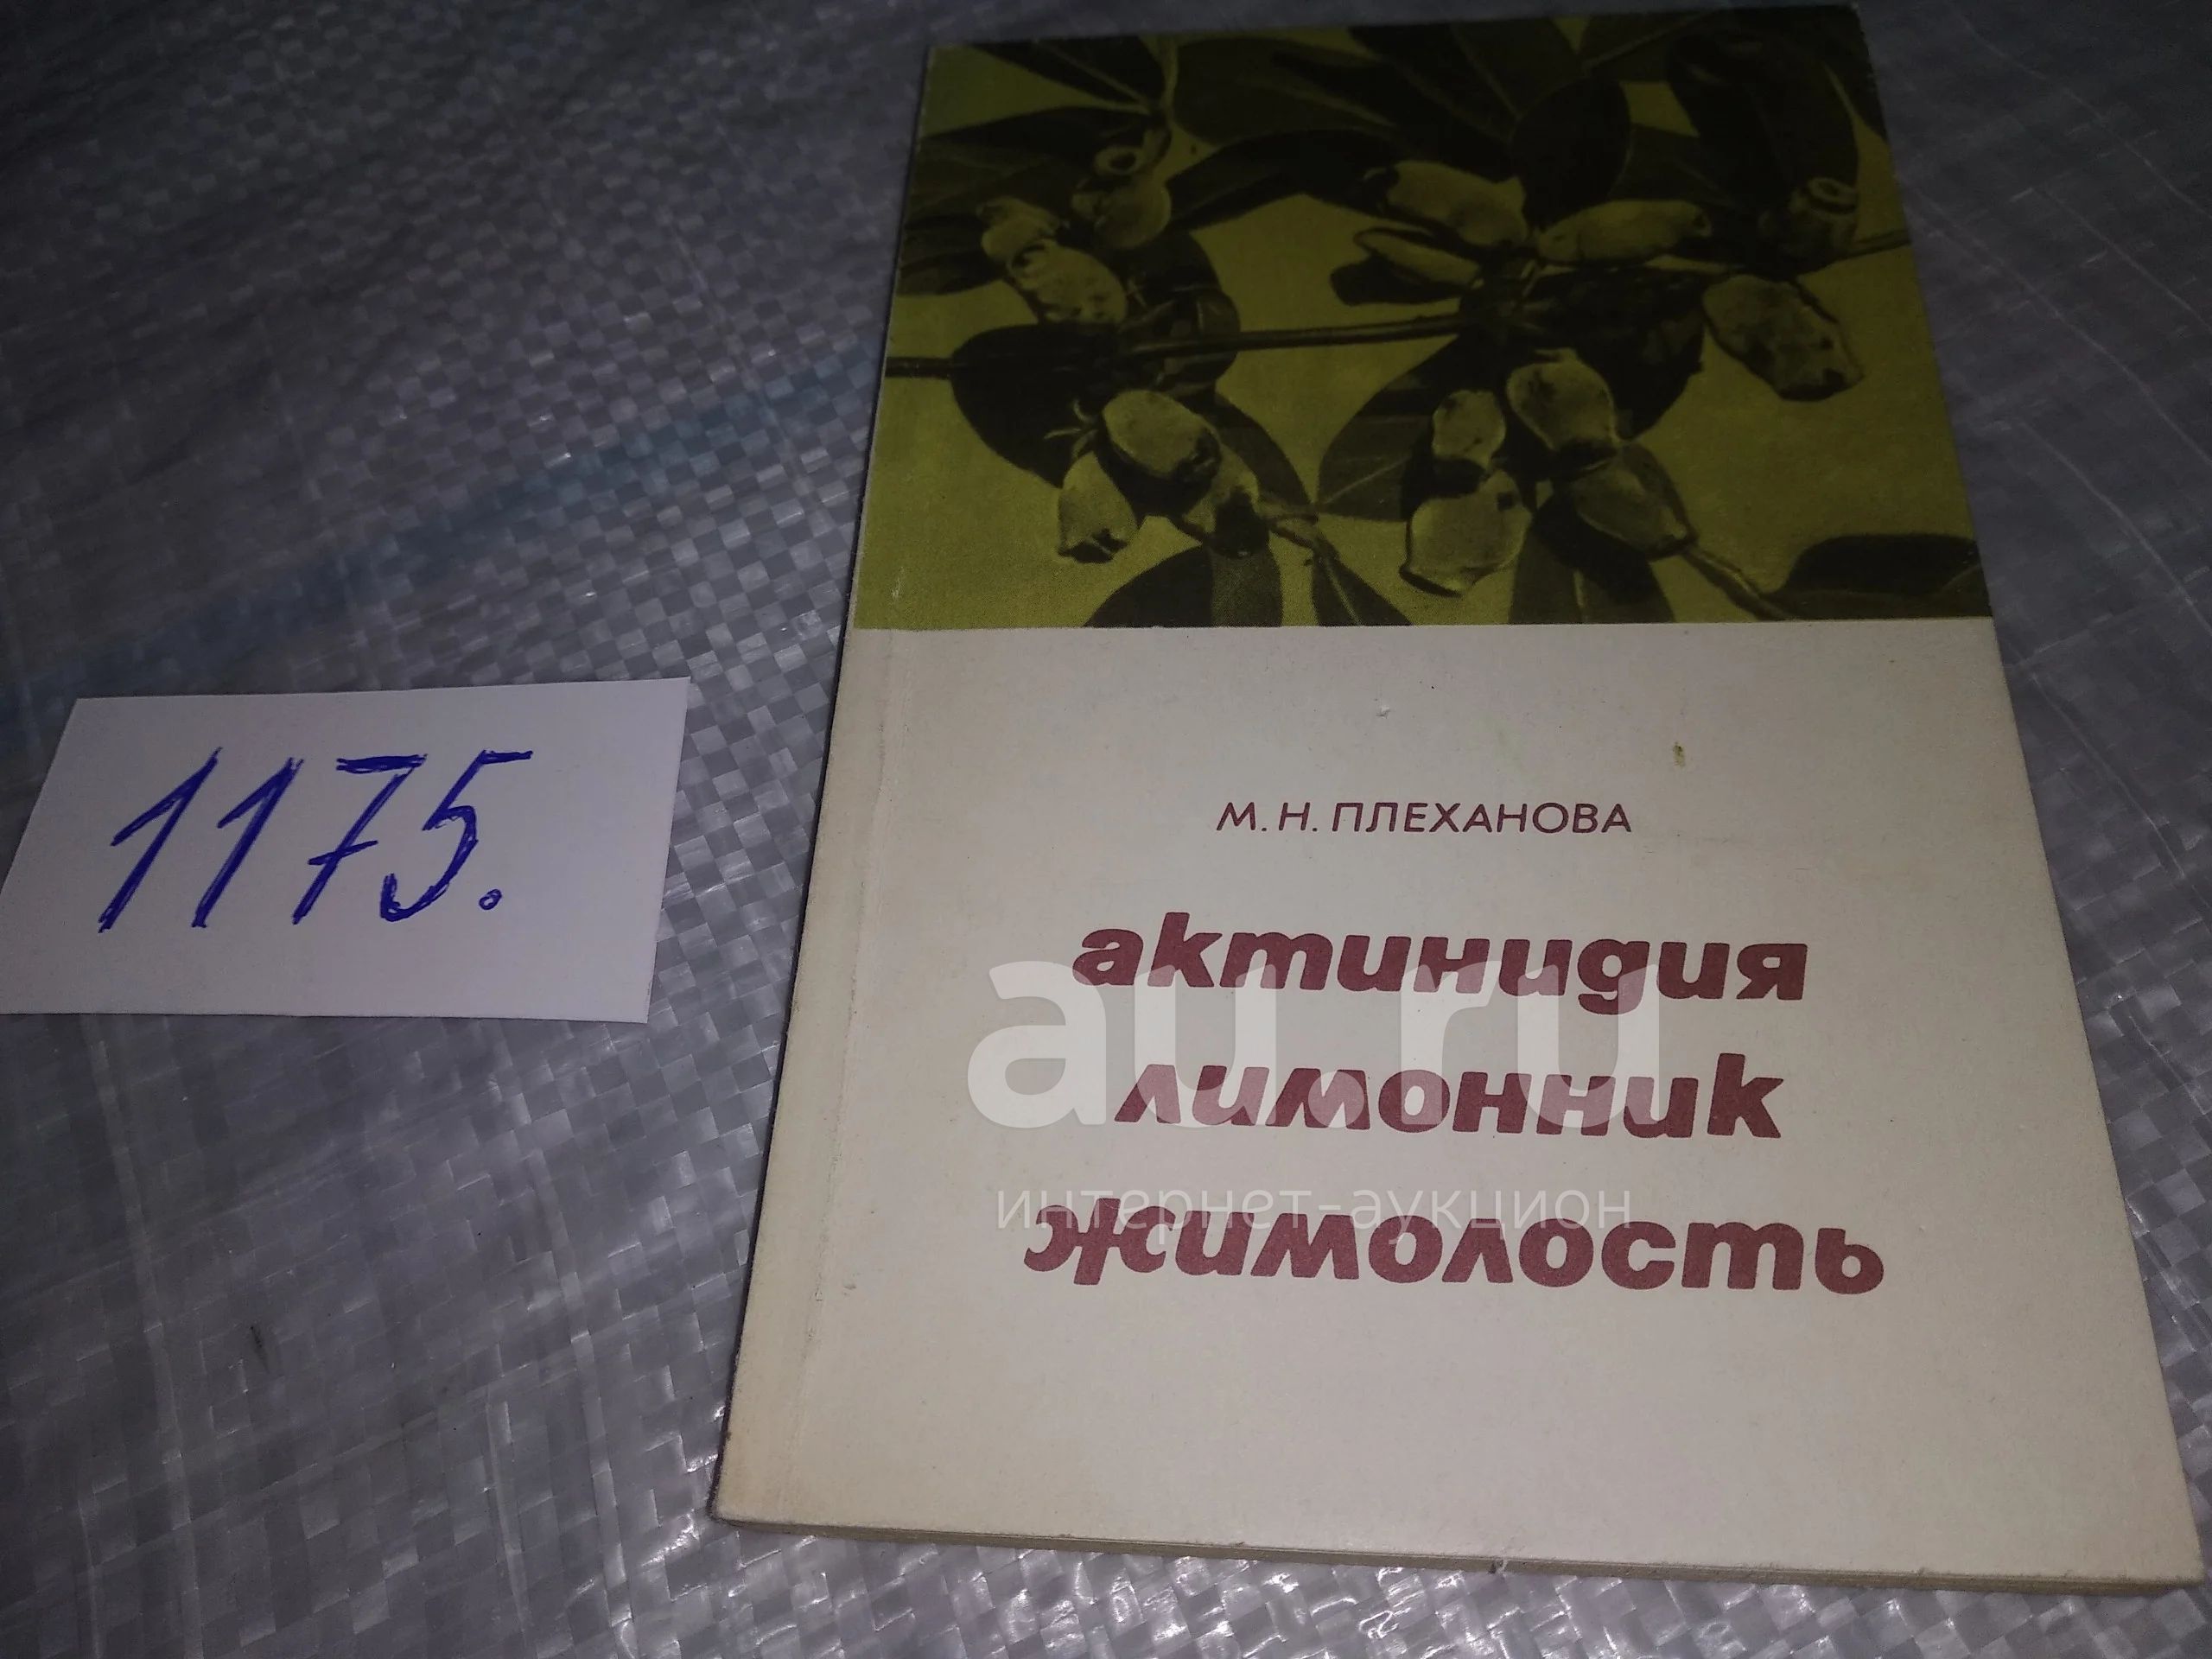 1175.
М. Н. ПЛЕХАНОВА
актинидия
лимонник
жимолость
au.ru
интернет-аукцион